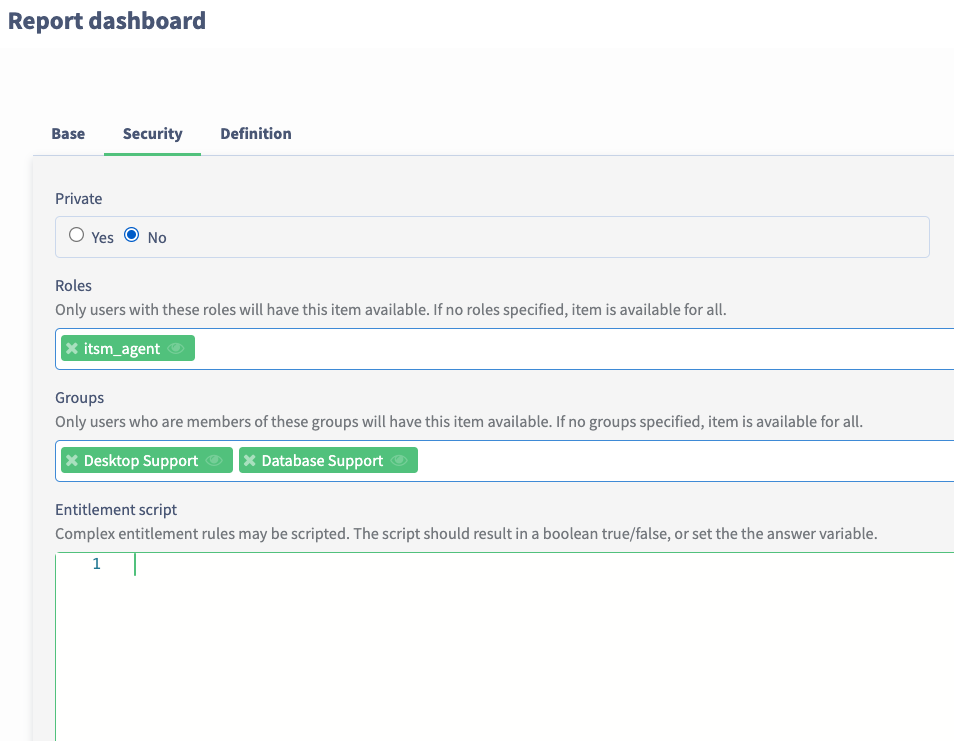 Report dashboard
Base Security Definition
Private
Yes No
Roles
Only users with these roles will have this item available. If no roles specified, item is available for all.
itsm_agent
Groups
Only users who are members of these groups will have this item available. If no groups specified, item is available for all.
Desktop Support Database Support
Entitlement script
Complex entitlement rules may be scripted. The script should result in a boolean true/false, or set the the answer variable.
1